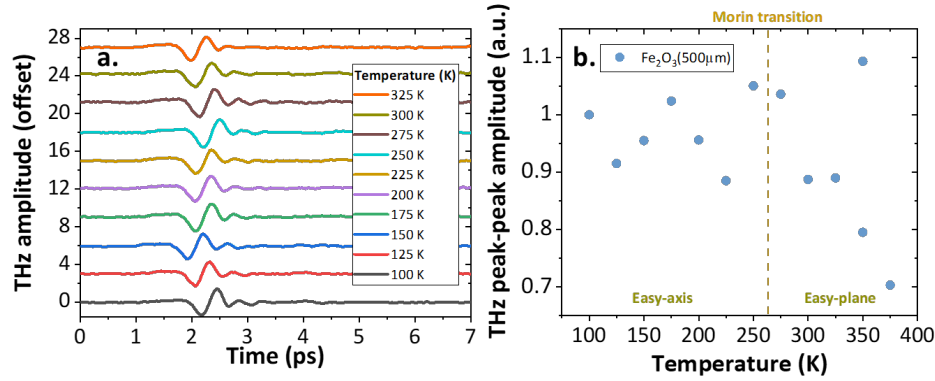 Morin transition
a.
THz amplitude (offset)
28
24
20
16
12
8
4
0
0
1
2
3
4
5
6
7
Time (ps)
Temperature (K)
325 K
300 K
275 K
250 K
225 K
200 K
175 K
150 K
125 K
100 K
b.
Fe₂O₃(500μm)
THz peak-peak amplitude (a.u.)
1.1
1
0.9
0.8
0.7
Easy-axis
Easy-plane
100
150
200
250
300
350
400
Temperature (K)